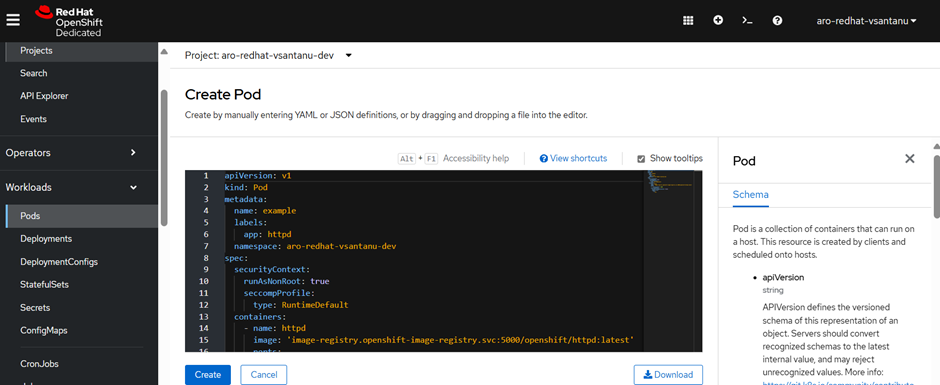 Red Hat
OpenShift
Dedicated
aro-redhat-vsantanu
Projects
Search
API Explorer
Events
Operators
Workloads
Pods
Deployments
DeploymentConfigs
StatefulSets
Secrets
ConfigMaps
CronJobs
Project: aro-redhat-vsantanu-dev
Create Pod
Create by manually entering YAML or JSON definitions, or by dragging and dropping a file into the editor.
Alt + F1 Accessibility help
View shortcuts
Show tooltips
1 apiVersion: v1
2 kind: Pod
3 metadata:
4 name: example
5 labels:
6 app: httpd
7 namespace: aro-redhat-vsantanu-dev
8 spec:
9 securityContext:
10 runAsNonRoot: true
11 seccompProfile:
12 type: RuntimeDefault
13 containers:
14 - name: httpd
15 image: 'image-registry.openshift-image-registry.svc:5000/openshift/httpd:latest'
16 ports:
Create
Cancel
Download
Pod
Schema
Pod is a collection of containers that can run on
a host. This resource is created by clients and
scheduled onto hosts.
• apiVersion
string
APIVersion defines the versioned
schema of this representation of an
object. Servers should convert
recognized schemas to the latest
internal value, and may reject
unrecognized values. More info:
https://git.k8s.io/community/contribute